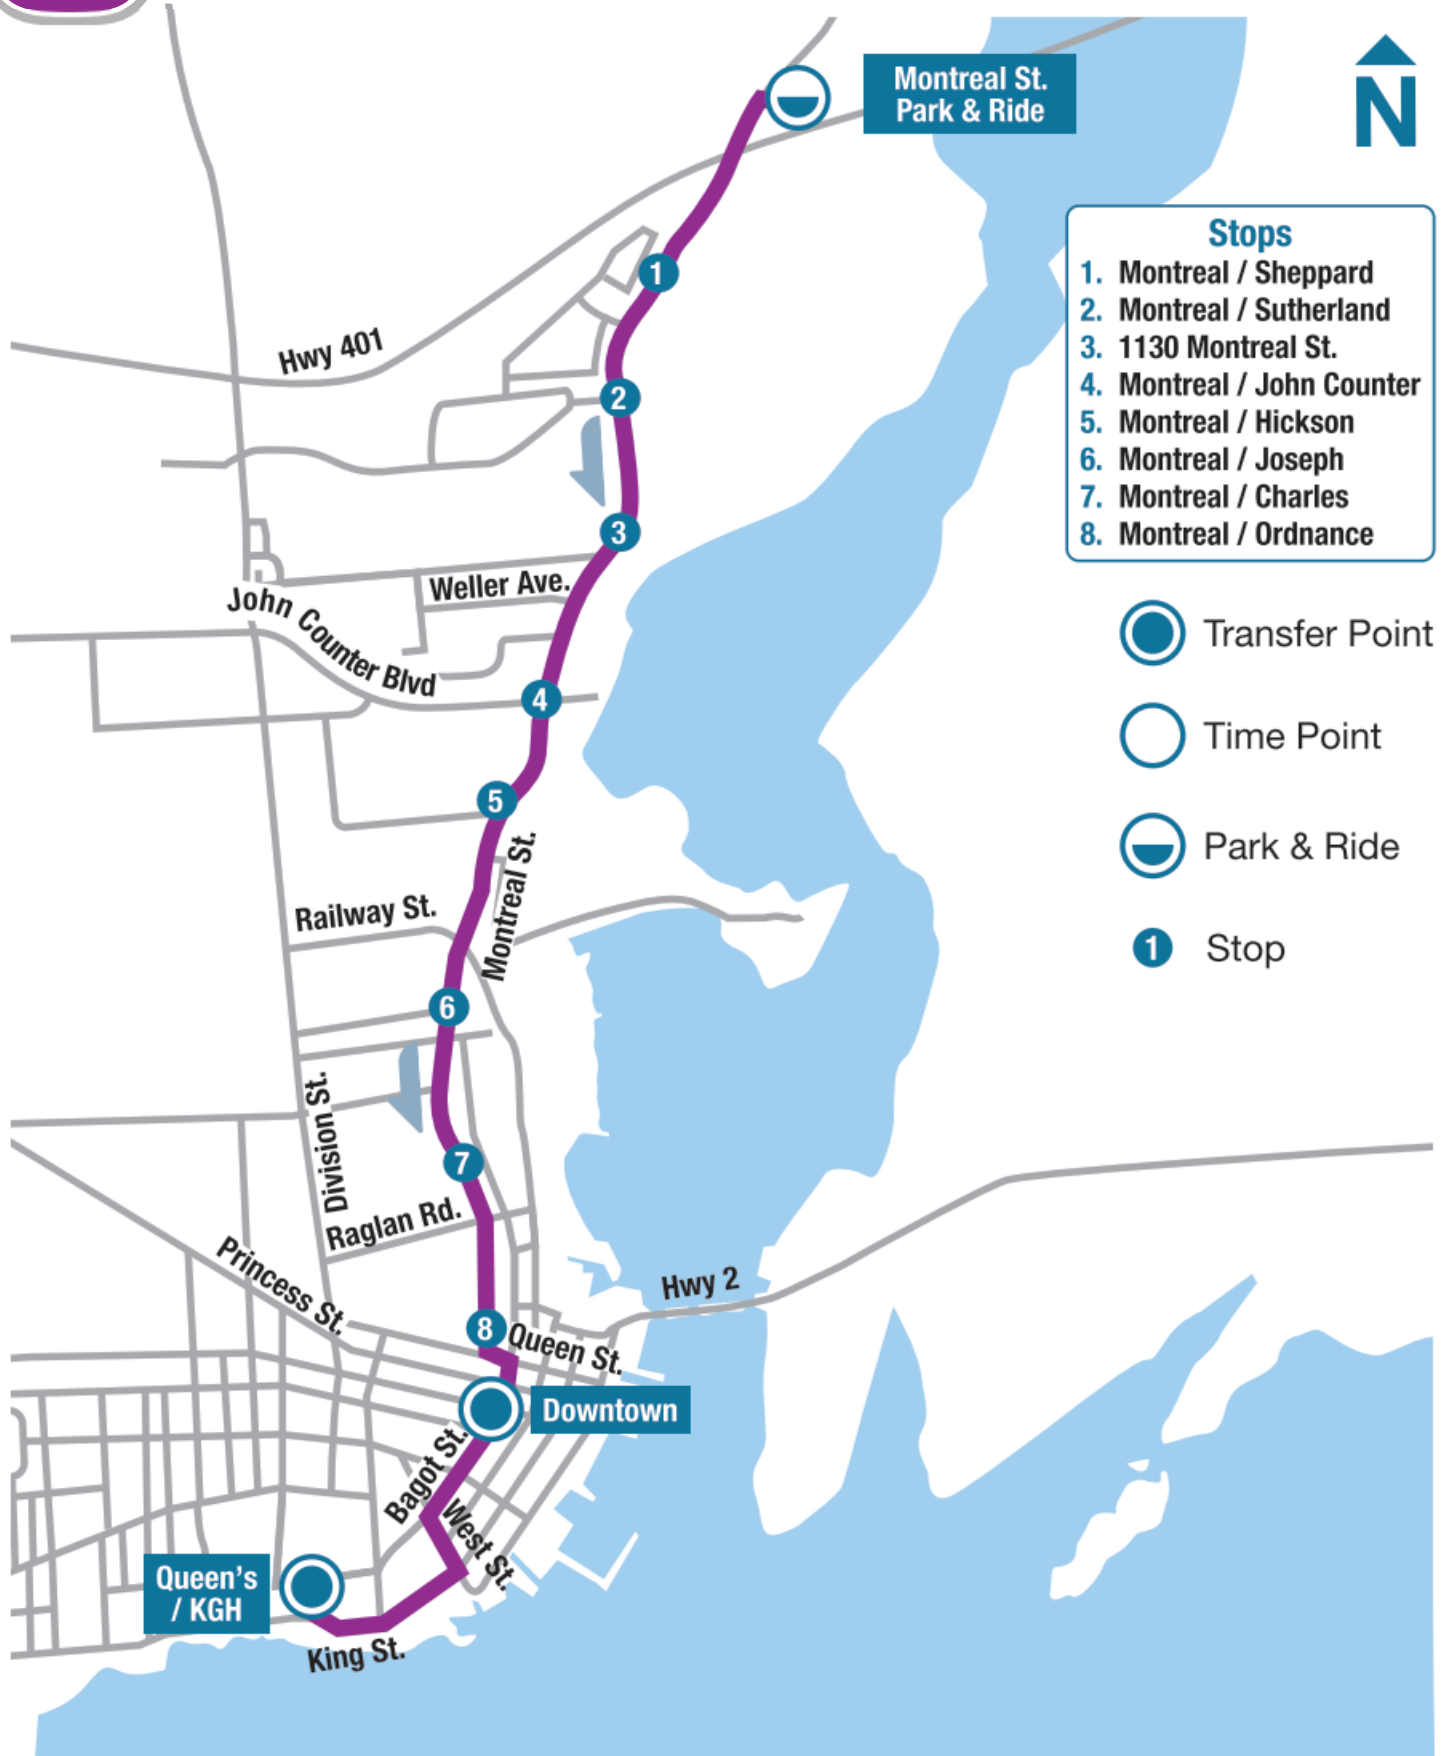 Montreal St.
Park & Ride
N
Stops
1. Montreal / Sheppard
2. Montreal / Sutherland
3. 1130 Montreal St.
4. Montreal / John Counter
5. Montreal / Hickson
6. Montreal / Joseph
7. Montreal / Charles
8. Montreal / Ordnance
Transfer Point
Time Point
Park & Ride
1 Stop
1
Hwy 401
2
3
Weller Ave.
John Counter Blvd
4
5
Montreal St.
Railway St.
6
Division St.
7
Raglan Rd.
Princess St.
Hwy 2
8
Queen St.
Downtown
Bagot St.
West St.
Queen's
/ KGH
King St.